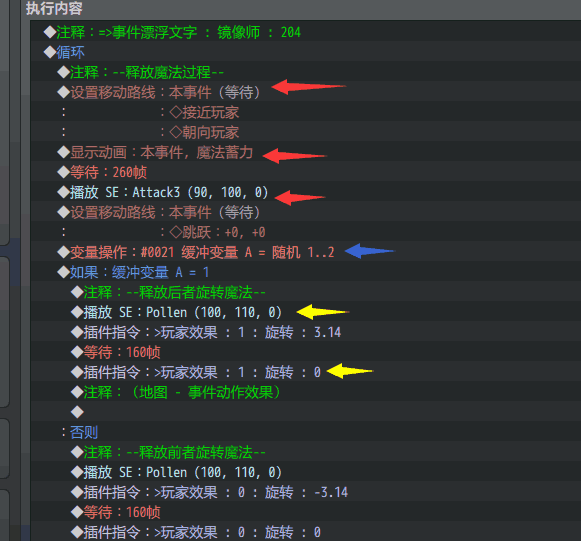 执行内容
◆注释：=>事件漂浮文字 : 镜像师 : 204
◆循环
◆注释：--释放魔法过程--
◆设置移动路线：本事件 (等待)
:　　　　　　　：◇接近玩家
:　　　　　　　：◇朝向玩家
◆显示动画：本事件, 魔法蓄力
◆等待：260帧
◆播放 SE：Attack3 (90, 100, 0)
◆设置移动路线：本事件 (等待)
:　　　　　　　：◇跳跃：+0, +0
◆变量操作：#0021 缓冲变量 A = 随机 1..2
◆如果：缓冲变量 A = 1
◆注释：--释放后者旋转魔法--
◆播放 SE：Pollen (100, 110, 0)
◆插件指令：>玩家效果 : 1 : 旋转 : 3.14
◆等待：160帧
◆插件指令：>玩家效果 : 1 : 旋转 : 0
◆注释：（地图 - 事件动作效果）
◆
：否则
◆注释：--释放前者旋转魔法--
◆播放 SE：Pollen (100, 110, 0)
◆插件指令：>玩家效果 : 0 : 旋转 : -3.14
◆等待：160帧
◆插件指令：>玩家效果 : 0 : 旋转 : 0